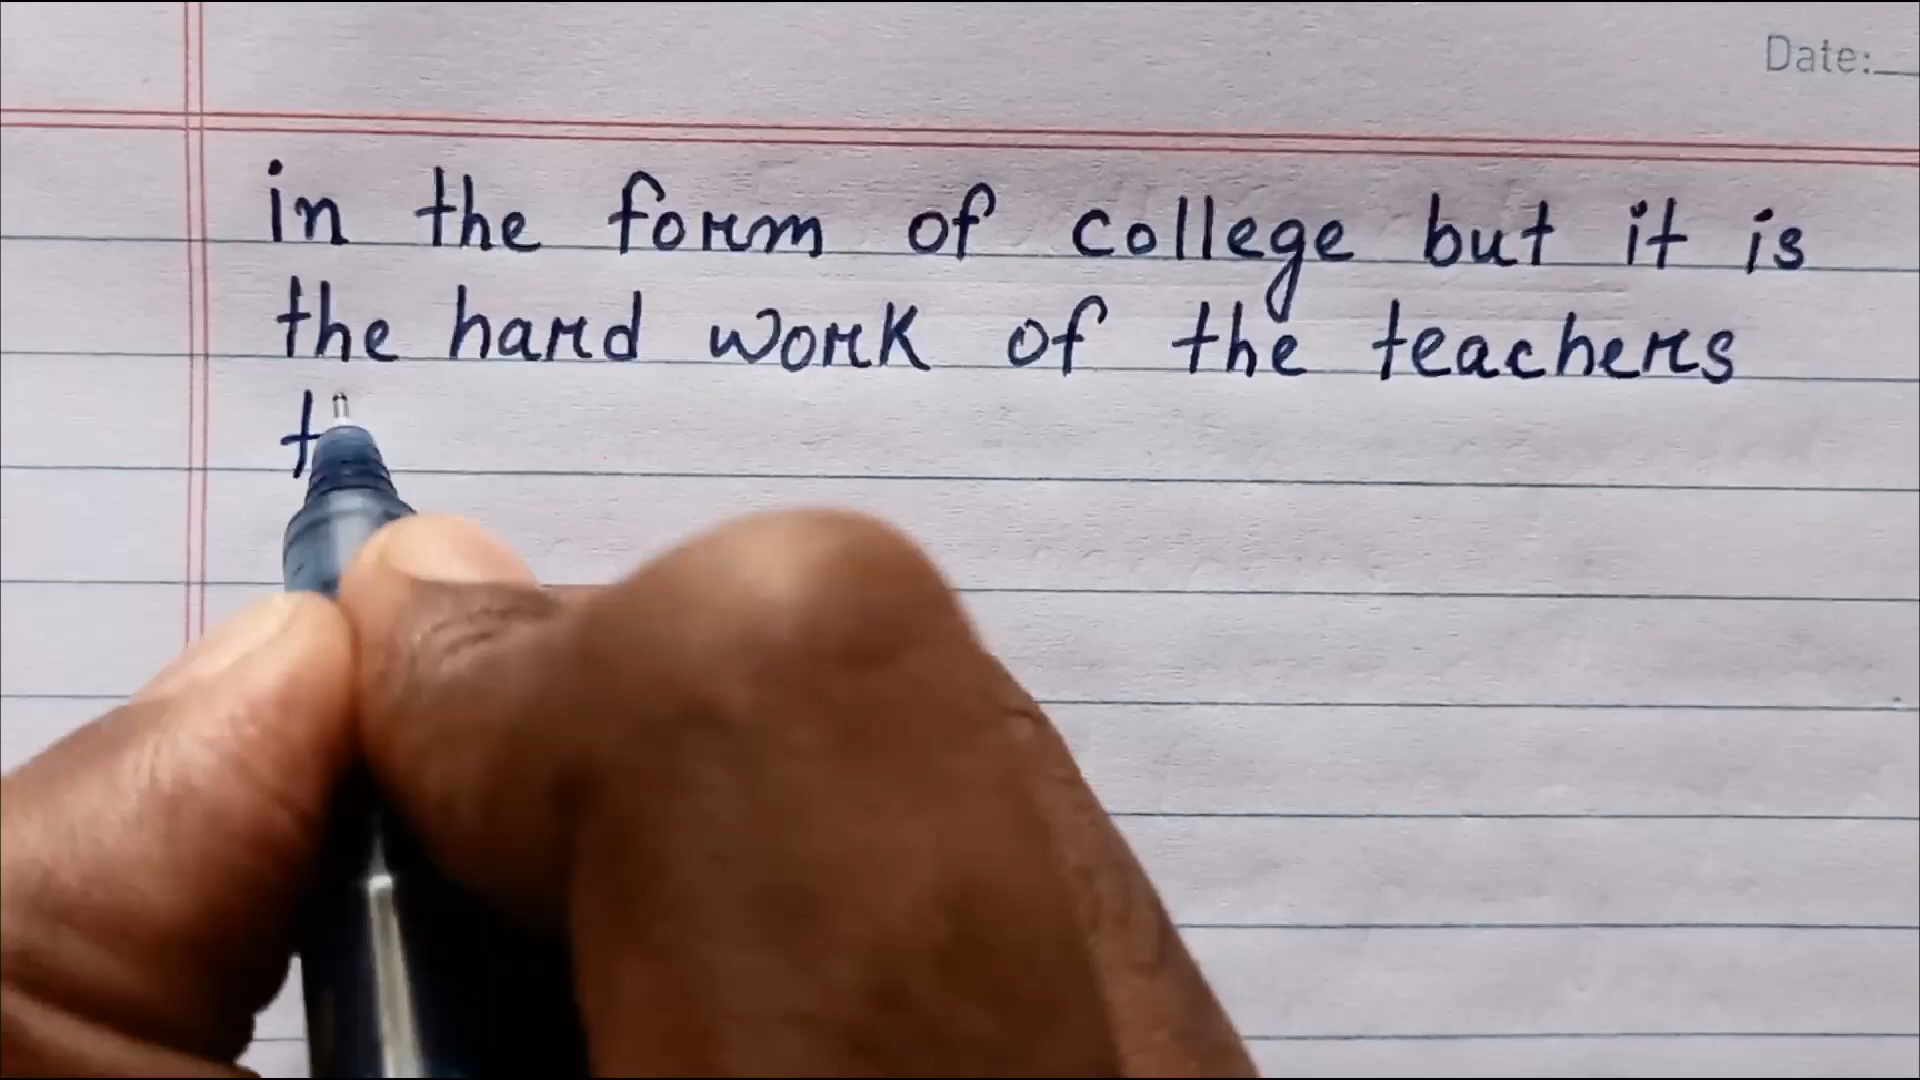 Date:
in the form of college but it is
the hard work of the teachers
t